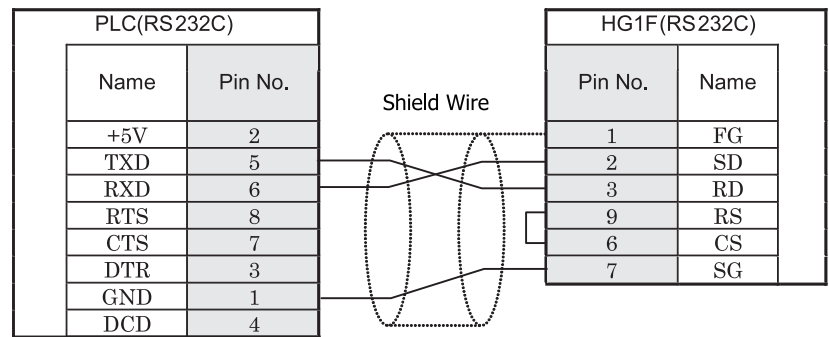 PLC(RS232C)
Name Pin No.
+5V 2
TXD 5
RXD 6
RTS 8
CTS 7
DTR 3
GND 1
DCD 4
Shield Wire
HG1F(RS232C)
Pin No. Name
1 FG
2 SD
3 RD
9 RS
6 CS
7 SG